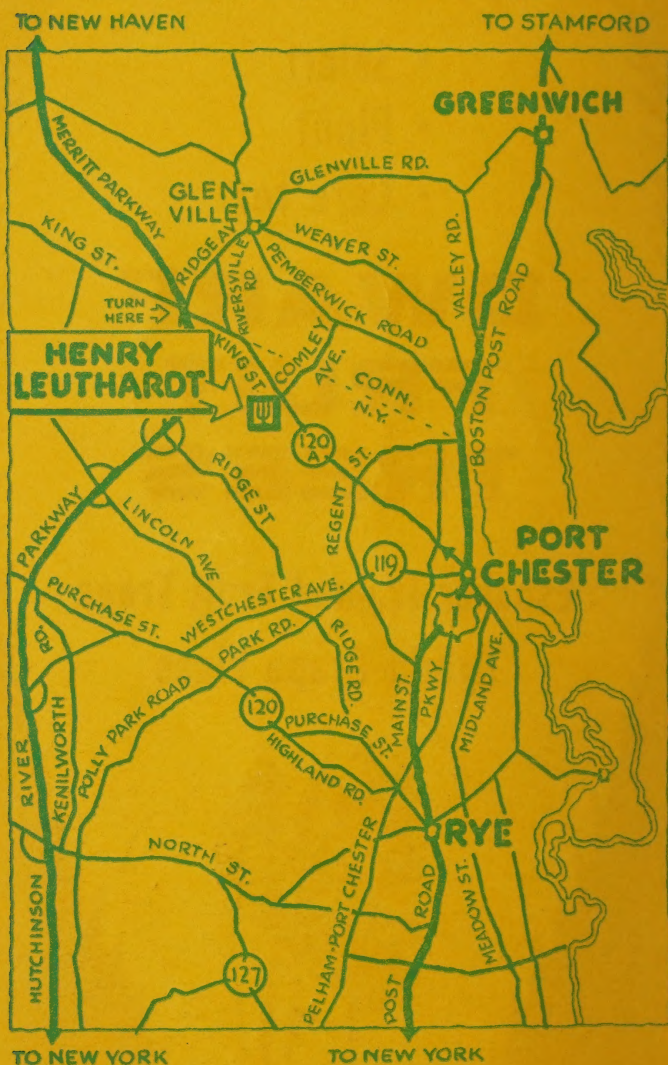 TO NEW HAVEN
TO STAMFORD
GREENWICH
MERRITT PARKWAY
GLENVILLE RD.
GLEN-
VILLE
KING ST.
RIDGE AV.
WEAVER ST.
RIVERSVILLE
RD.
PEMBERWICK ROAD
VALLEY RD.
BOSTON POST ROAD
TURN
HERE
HENRY
LEUTHARDT
KING ST.
COMLEY
AVE.
CONN.
N.Y.
120
A
RIDGE ST
REGENT
ST.
PARKWAY
LINCOLN AVE
119
PORT
CHESTER
1
PURCHASE ST.
WESTCHESTER AVE.
PARK RD.
RIDGE RD.
MAIN ST.
PKWY
MIDLAND AVE.
RD.
KENILWORTH
POLLY PARK ROAD
120
PURCHASE ST.
HIGHLAND RD.
RIVER
RYE
NORTH ST.
HUTCHINSON
127
PELHAM-PORT CHESTER
ROAD
POST
MEADOW ST.
TO NEW YORK
TO NEW YORK